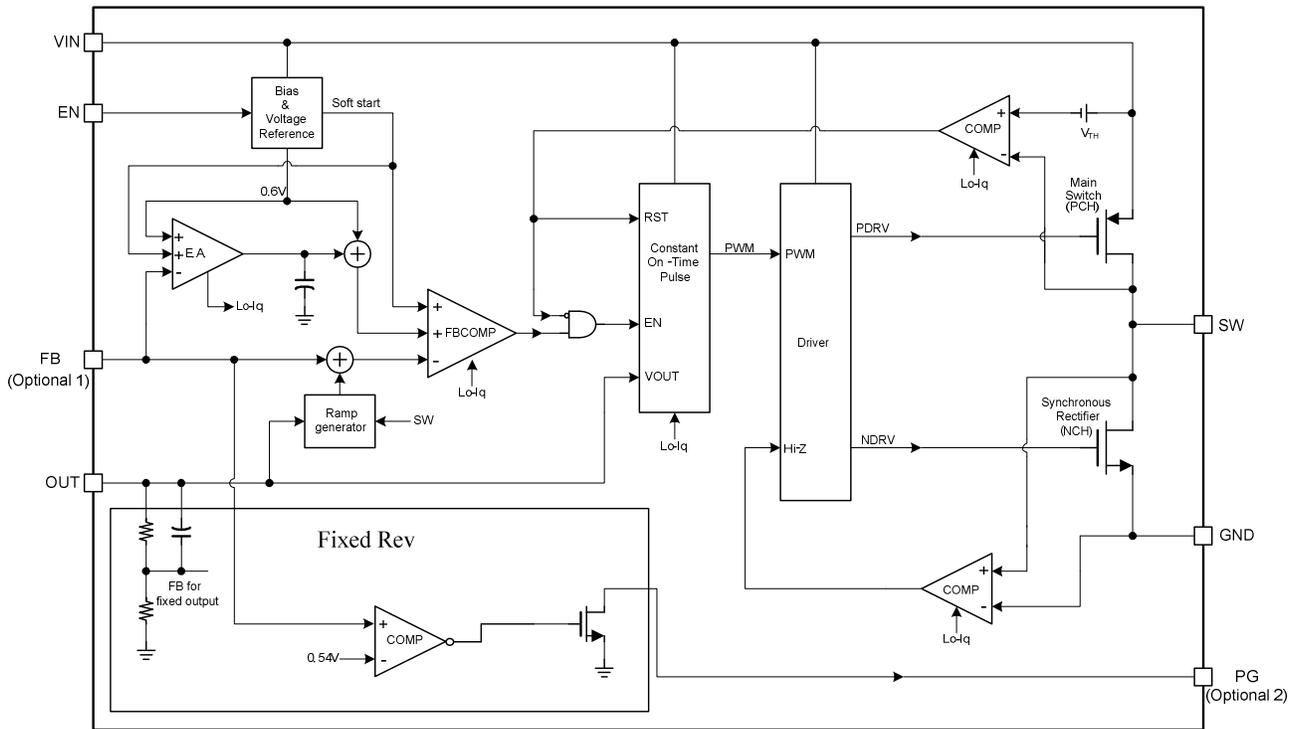 VIN
EN
Bias
&
Voltage
Reference
Soft start
0.6V
+
+
-
E.A
+
Lo-Iq
FB
(Optional 1)
+
Ramp
generator
SW
+
+
-
FBCOMP
Lo-Iq
RST
Constant
On -Time
Pulse
EN
VOUT
PWM
Lo-Iq
PWM
Driver
Hi-Z
PDRV
NDRV
+
-
COMP
Lo-Iq
VTH
Main
Switch
(PCH)
SW
Synchronous
Rectifier
(NCH)
GND
+
-
COMP
Lo-Iq
OUT
Fixed Rev
FB for
fixed output
+
-
COMP
0.54V
PG
(Optional 2)